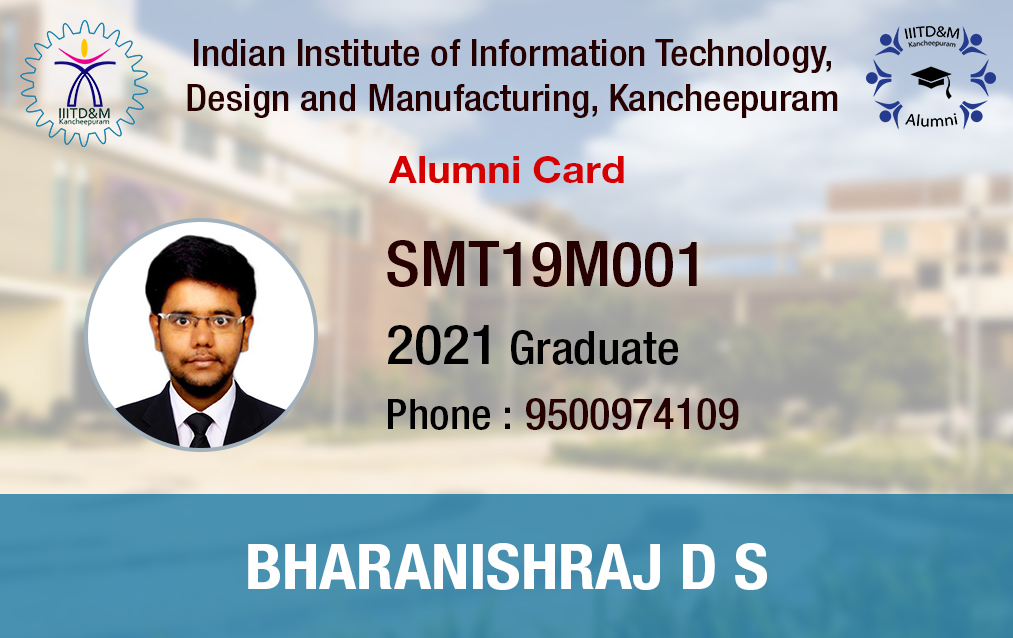 IIITD&M
Kancheepuram
Indian Institute of Information Technology,
Design and Manufacturing, Kancheepuram
IIITD&M
Kancheepuram
Alumni
Alumni Card
SMT19M001
2021 Graduate
Phone : 9500974109
BHARANISHRAJ D S